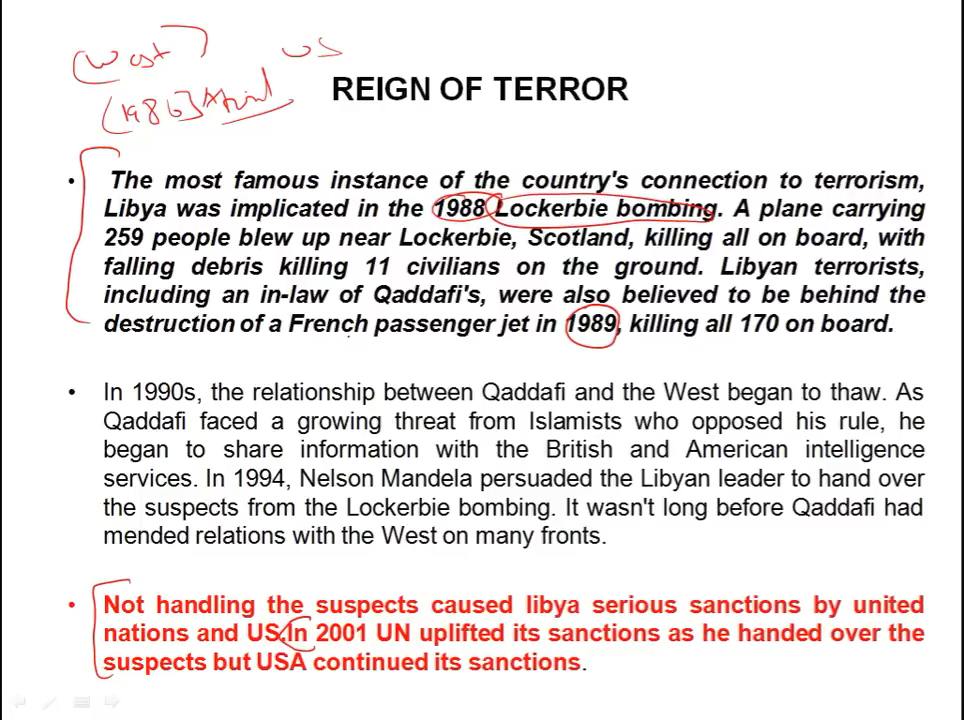 (West)
US
(1986) April
REIGN OF TERROR
• The most famous instance of the country's connection to terrorism,
Libya was implicated in the 1988 Lockerbie bombing. A plane carrying
259 people blew up near Lockerbie, Scotland, killing all on board, with
falling debris killing 11 civilians on the ground. Libyan terrorists,
including an in-law of Qaddafi's, were also believed to be behind the
destruction of a French passenger jet in 1989, killing all 170 on board.
• In 1990s, the relationship between Qaddafi and the West began to thaw. As
Qaddafi faced a growing threat from Islamists who opposed his rule, he
began to share information with the British and American intelligence
services. In 1994, Nelson Mandela persuaded the Libyan leader to hand over
the suspects from the Lockerbie bombing. It wasn't long before Qaddafi had
mended relations with the West on many fronts.
• Not handling the suspects caused libya serious sanctions by united
nations and US.In 2001 UN uplifted its sanctions as he handed over the
suspects but USA continued its sanctions.